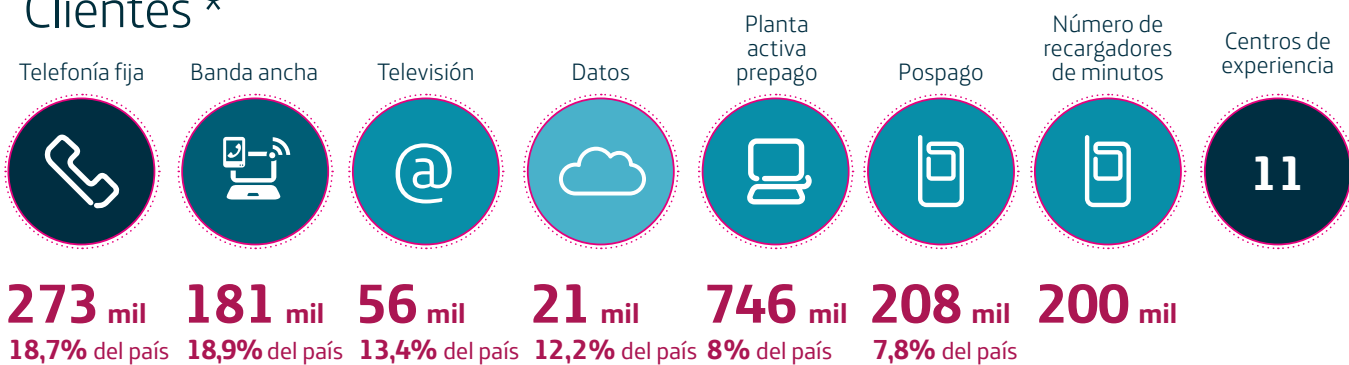 Clientes *
Telefonía fija
Banda ancha
Televisión
Datos
Planta
activa
prepago
Pospago
Número de
recargadores
de minutos
Centros de
experiencia
@
11
273 mil
18,7% del país
181 mil
18,9% del país
56 mil
13,4% del país
21 mil
12,2% del país
746 mil
8% del país
208 mil
7,8% del país
200 mil